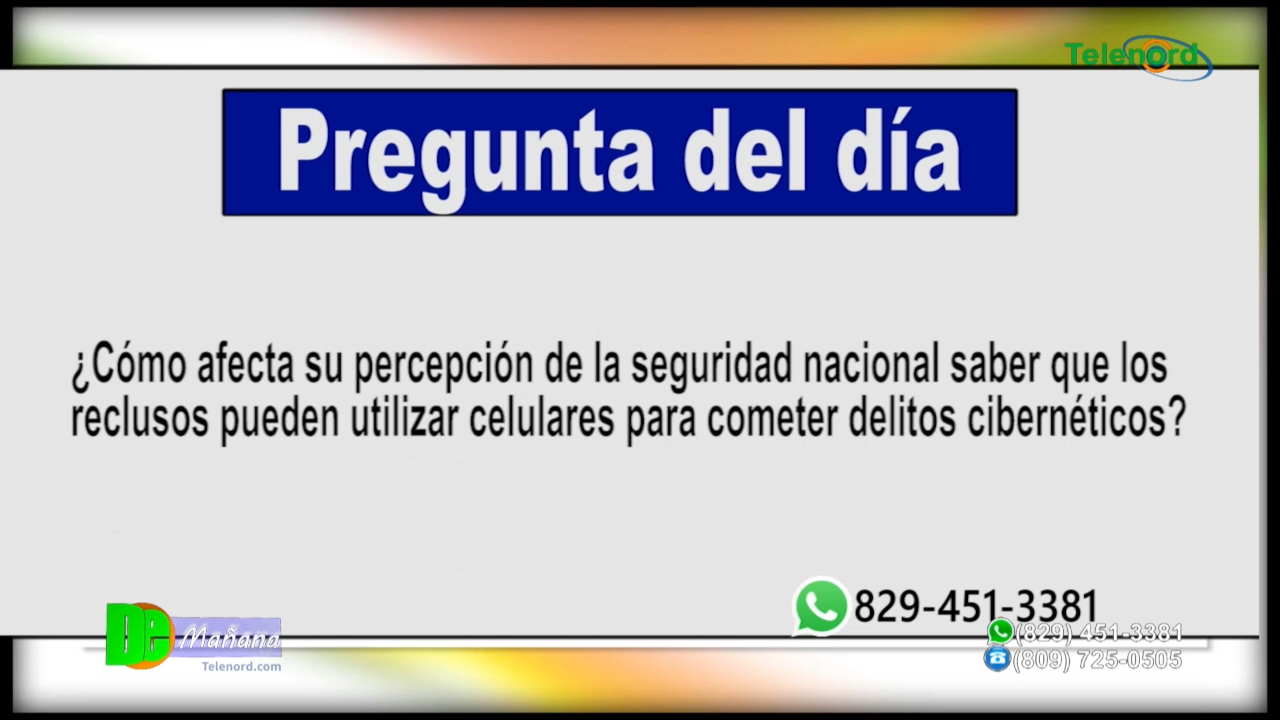 Telenord
Pregunta del día
¿Cómo afecta su percepción de la seguridad nacional saber que los
reclusos pueden utilizar celulares para cometer delitos cibernéticos?
829-451-3381
(829) 451-3381
(809) 725-0505
De Mañana
Telenord.com